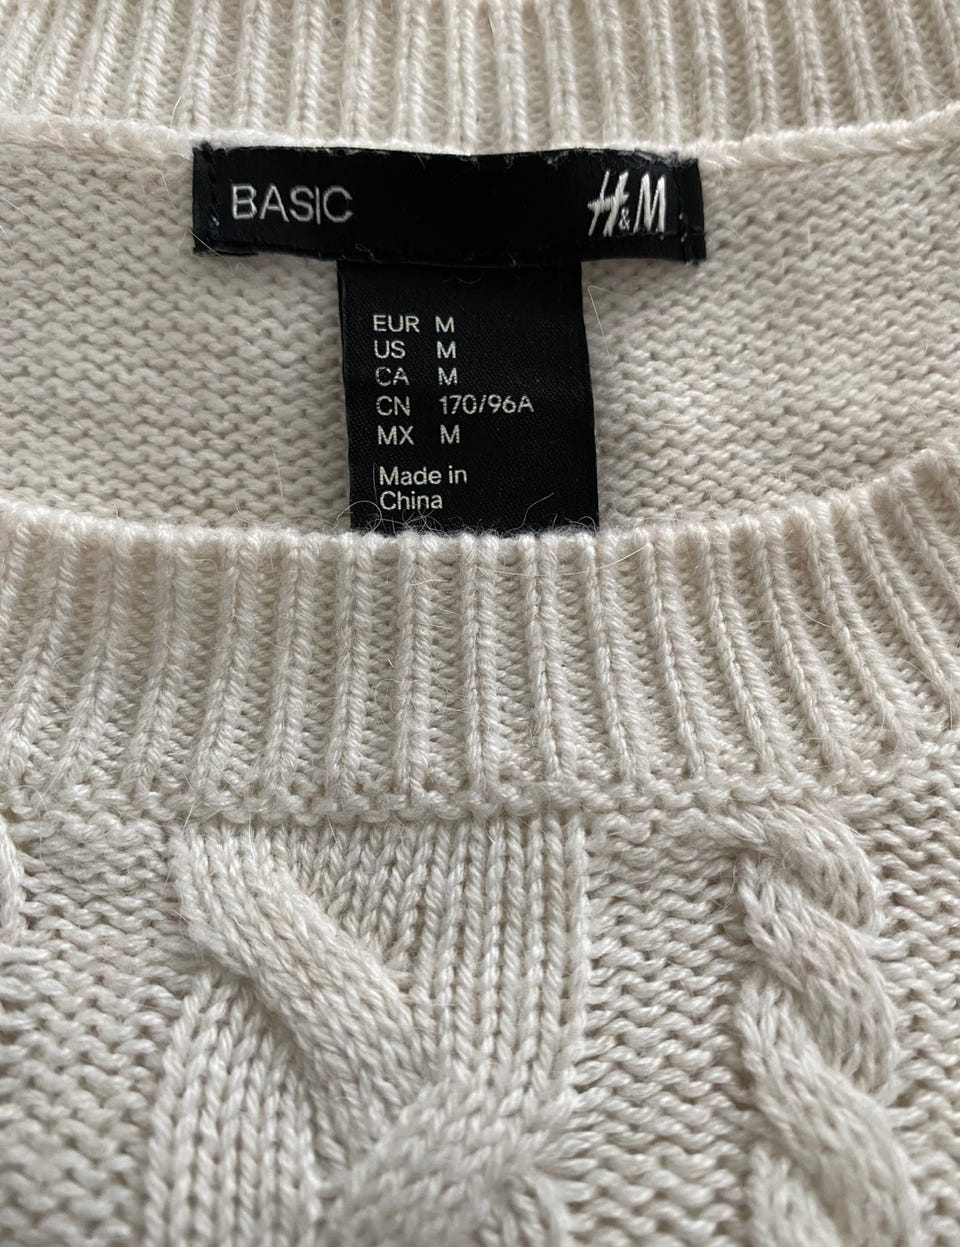 BASIC H&M
EUR M
US M
CA M
CN 170/96A
MX M
Made in
China